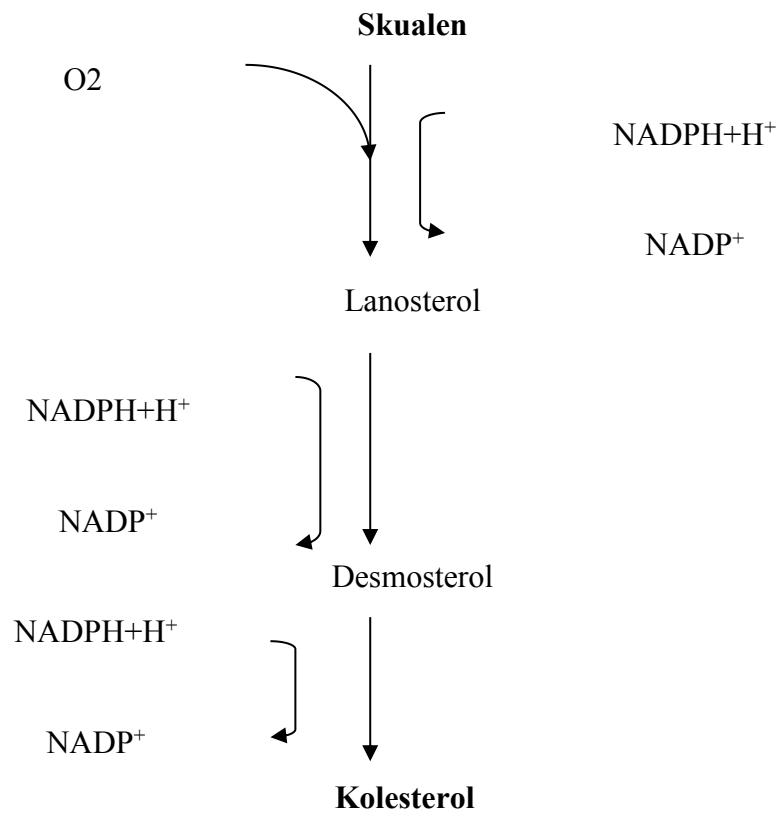 Skualen
O2
NADPH+H⁺
NADP⁺
Lanosterol
NADPH+H⁺
NADP⁺
Desmosterol
NADPH+H⁺
NADP⁺
Kolesterol